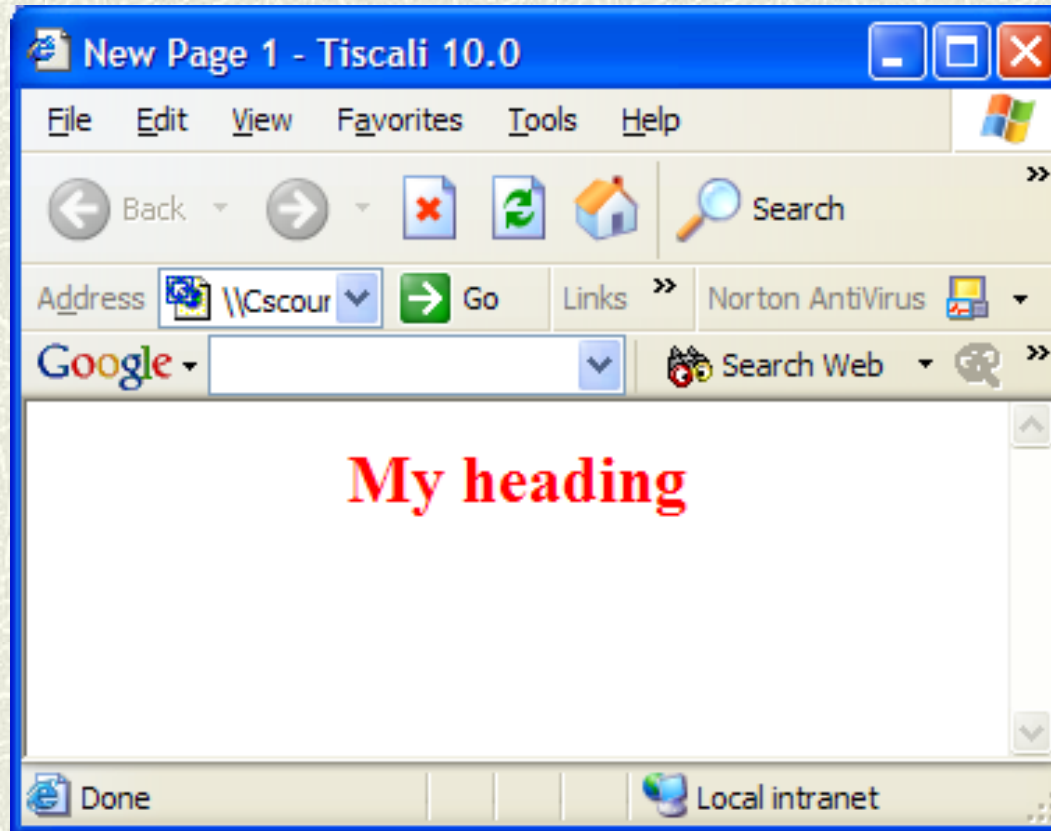 New Page 1 - Tiscali 10.0
File Edit View Favorites Tools Help
Back Search »
Address \\Cscour Go Links » Norton AntiVirus
Google Search Web »
My heading
Done Local intranet